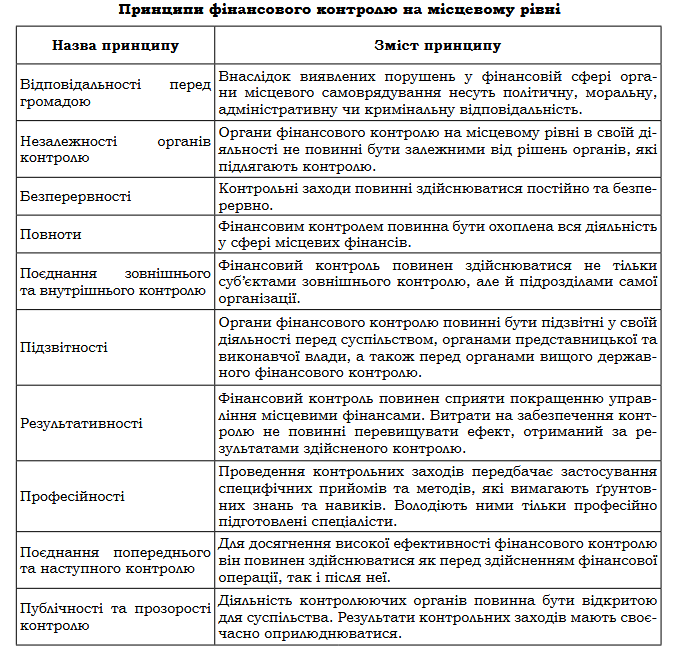 Принципи фінансового контролю на місцевому рівні
Назва принципу
Зміст принципу
Відповідальності перед
громадою
Внаслідок виявлених порушень у фінансовій сфері орга-
ни місцевого самоврядування несуть політичну, моральну,
адміністративну чи кримінальну відповідальність.
Незалежності органів
контролю
Органи фінансового контролю на місцевому рівні в своїй ді-
яльності не повинні бути залежними від рішень органів, які
підлягають контролю.
Безперервності
Контрольні заходи повинні здійснюватися постійно та безпе-
рервно.
Повноти
Фінансовим контролем повинна бути охоплена вся діяльність
у сфері місцевих фінансів.
Поєднання зовнішнього
та внутрішнього контролю
Фінансовий контроль повинен здійснюватися не тільки
суб’єктами зовнішнього контролю, але й підрозділами самої
організації.
Підзвітності
Органи фінансового контролю повинні бути підзвітні у своїй
діяльності перед суспільством, органами представницької та
виконавчої влади, а також перед органами вищого держав-
ного фінансового контролю.
Результативності
Фінансовий контроль повинен сприяти покращенню управ-
ління місцевими фінансами. Витрати на забезпечення конт-
ролю не повинні перевищувати ефект, отриманий за ре-
зультатами здійсненого контролю.
Професійності
Проведення контрольних заходів передбачає застосування
специфічних прийомів та методів, які вимагають ґрунтов-
них знань та навиків. Володіють ними тільки професійно
підготовлені спеціалісти.
Поєднання попереднього
та наступного контролю
Для досягнення високої ефективності фінансового контролю
він повинен здійснюватися як перед здійсненням фінансової
операції, так і після неї.
Публічності та прозорості
контролю
Діяльність контролюючих органів повинна бути відкритою
для суспільства. Результати контрольних заходів мають своє-
часно оприлюднюватися.